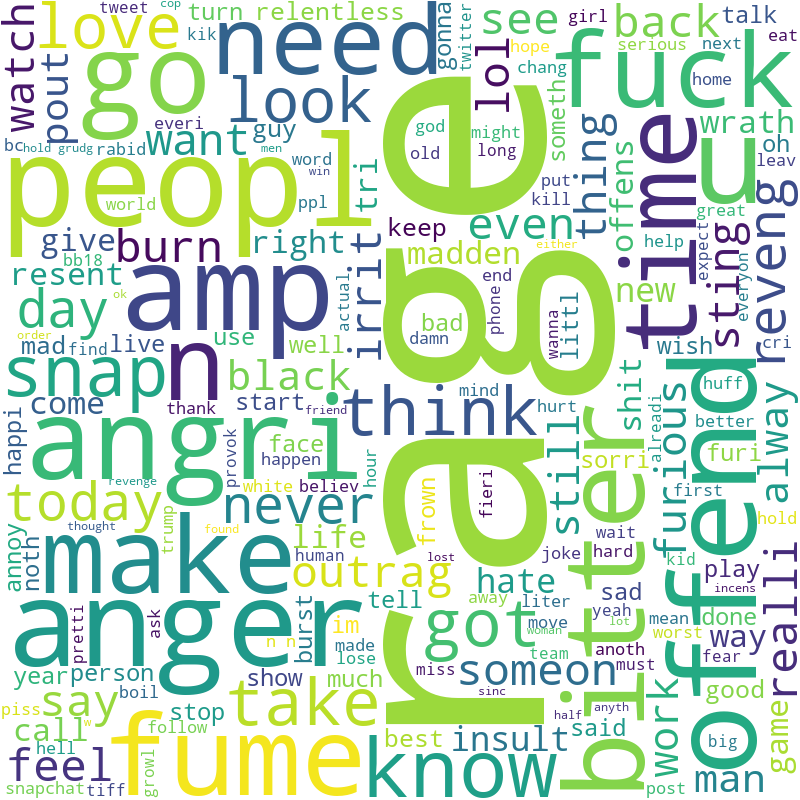 tweet
cop
turn relentless
love
need
gonna
twitter
lol
see
girl
back
talk
eat
watch
pout
go
kik
look
hope
chang
serious
next
fuck
home
everi
guy
want
god
might
someth
wrath
oh
bc
hold
grudg
rabid
men
word
win
old
long
thing
u
leav
peopl
ppl
tri
put
kill
offens
great
world
keep
even
time
help
expect
everyon
give
burn
right
irrit
madden
either
sting
reveng
resent
bb18
amp
actual
end
phone
new
day
ok
use
bad
damn
wanna
littl
order
mad
find
live
well
wish
cri
snap
n
black
think
mind
hurt
shit
huff
come
thank
start
friend
rage
alreadi
better
happi
angri
face
happen
provok
hour
still
bitter
sorri
furious
furi
alway
today
never
white
believ
frown
fieri
first
revenge
annoy
noth
thought
trump
found
life
human
outrag
lost
joke
wait
hard
kid
hold
make
hate
yeah
play
incens
realli
pretti
ask
anger
burst
tell
away
liter
sad
mean
done
n n
im
got
move
woman
lot
worst
fear
way
year
person
made
lose
team
anoth
must
offend
say
show
much
miss
someon
sinc
anyth
work
good
game
piss
boil
take
call
w
stop
follow
best
insult
half
said
big
man
hell
feel
growl
fume
know
snapchat
tiff
post